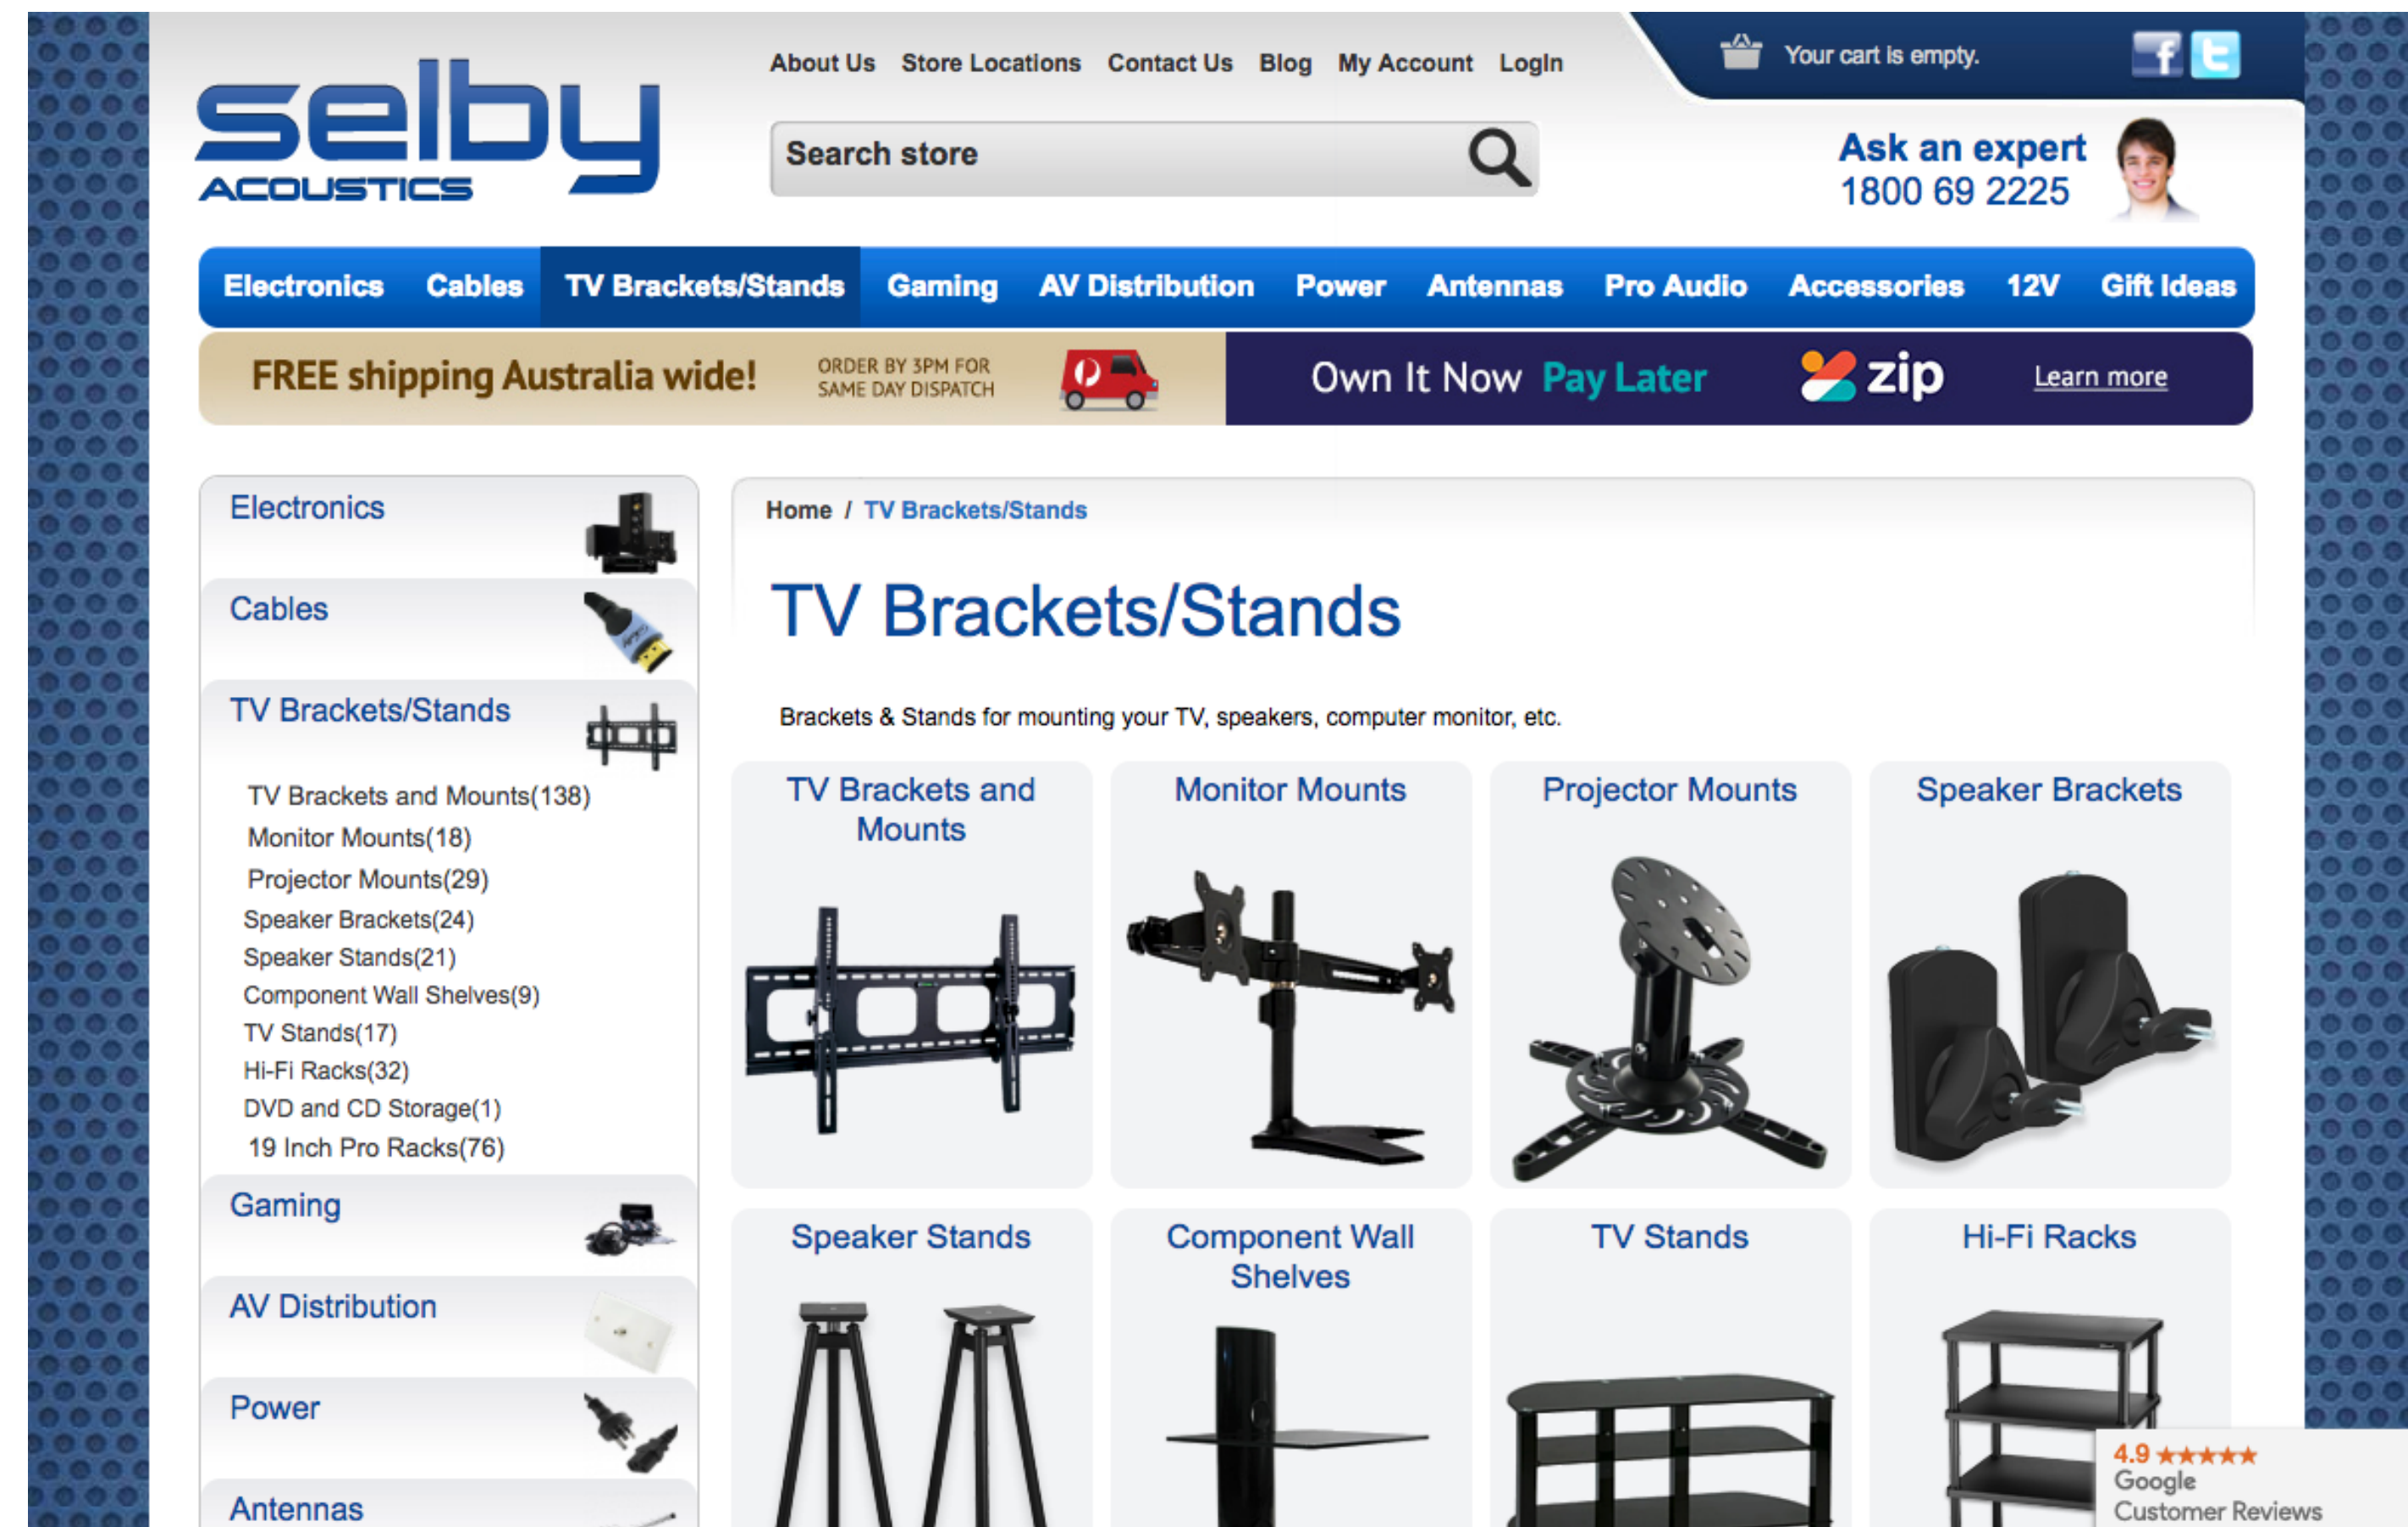 selby
ACOUSTICS
About Us Store Locations Contact Us Blog My Account LogIn
Your cart is empty.
Search store
Ask an expert
1800 69 2225
Electronics Cables TV Brackets/Stands Gaming AV Distribution Power Antennas Pro Audio Accessories 12V Gift Ideas
FREE shipping Australia wide!
ORDER BY 3PM FOR
SAME DAY DISPATCH
Own It Now Pay Later
zip
Learn more
Electronics
Cables
TV Brackets/Stands
TV Brackets and Mounts(138)
Monitor Mounts(18)
Projector Mounts(29)
Speaker Brackets(24)
Speaker Stands(21)
Component Wall Shelves(9)
TV Stands(17)
Hi-Fi Racks(32)
DVD and CD Storage(1)
19 Inch Pro Racks(76)
Gaming
AV Distribution
Power
Antennas
Home / TV Brackets/Stands
TV Brackets/Stands
Brackets & Stands for mounting your TV, speakers, computer monitor, etc.
TV Brackets and
Mounts
Monitor Mounts
Projector Mounts
Speaker Brackets
Speaker Stands
Component Wall
Shelves
TV Stands
Hi-Fi Racks
4.9 ★★★★★
Google
Customer Reviews